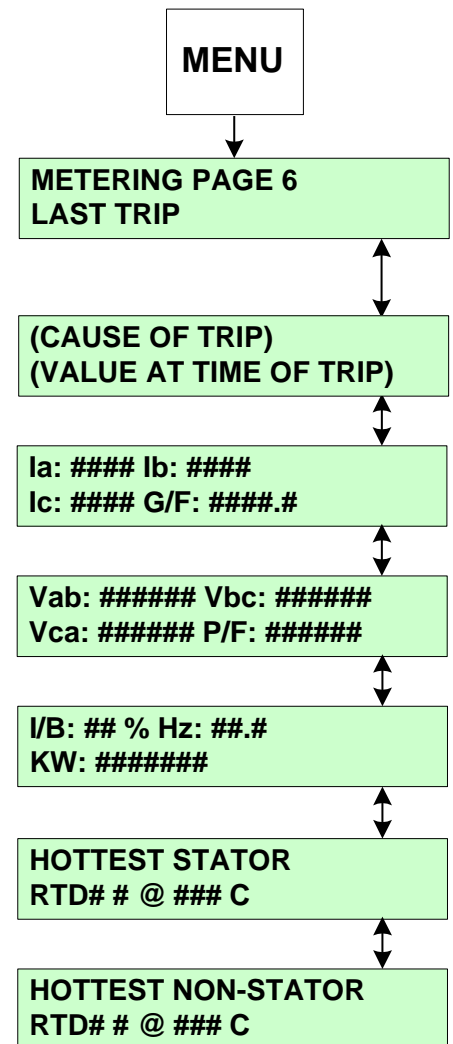 MENU
METERING PAGE 6
LAST TRIP
(CAUSE OF TRIP)
(VALUE AT TIME OF TRIP)
Ia: #### Ib: ####
Ic: #### G/F: ####.#
Vab: ###### Vbc: ######
Vca: ###### P/F: ######
I/B: ## % Hz: ##.#
KW: #######
HOTTEST STATOR
RTD# # @ ### C
HOTTEST NON-STATOR
RTD# # @ ### C